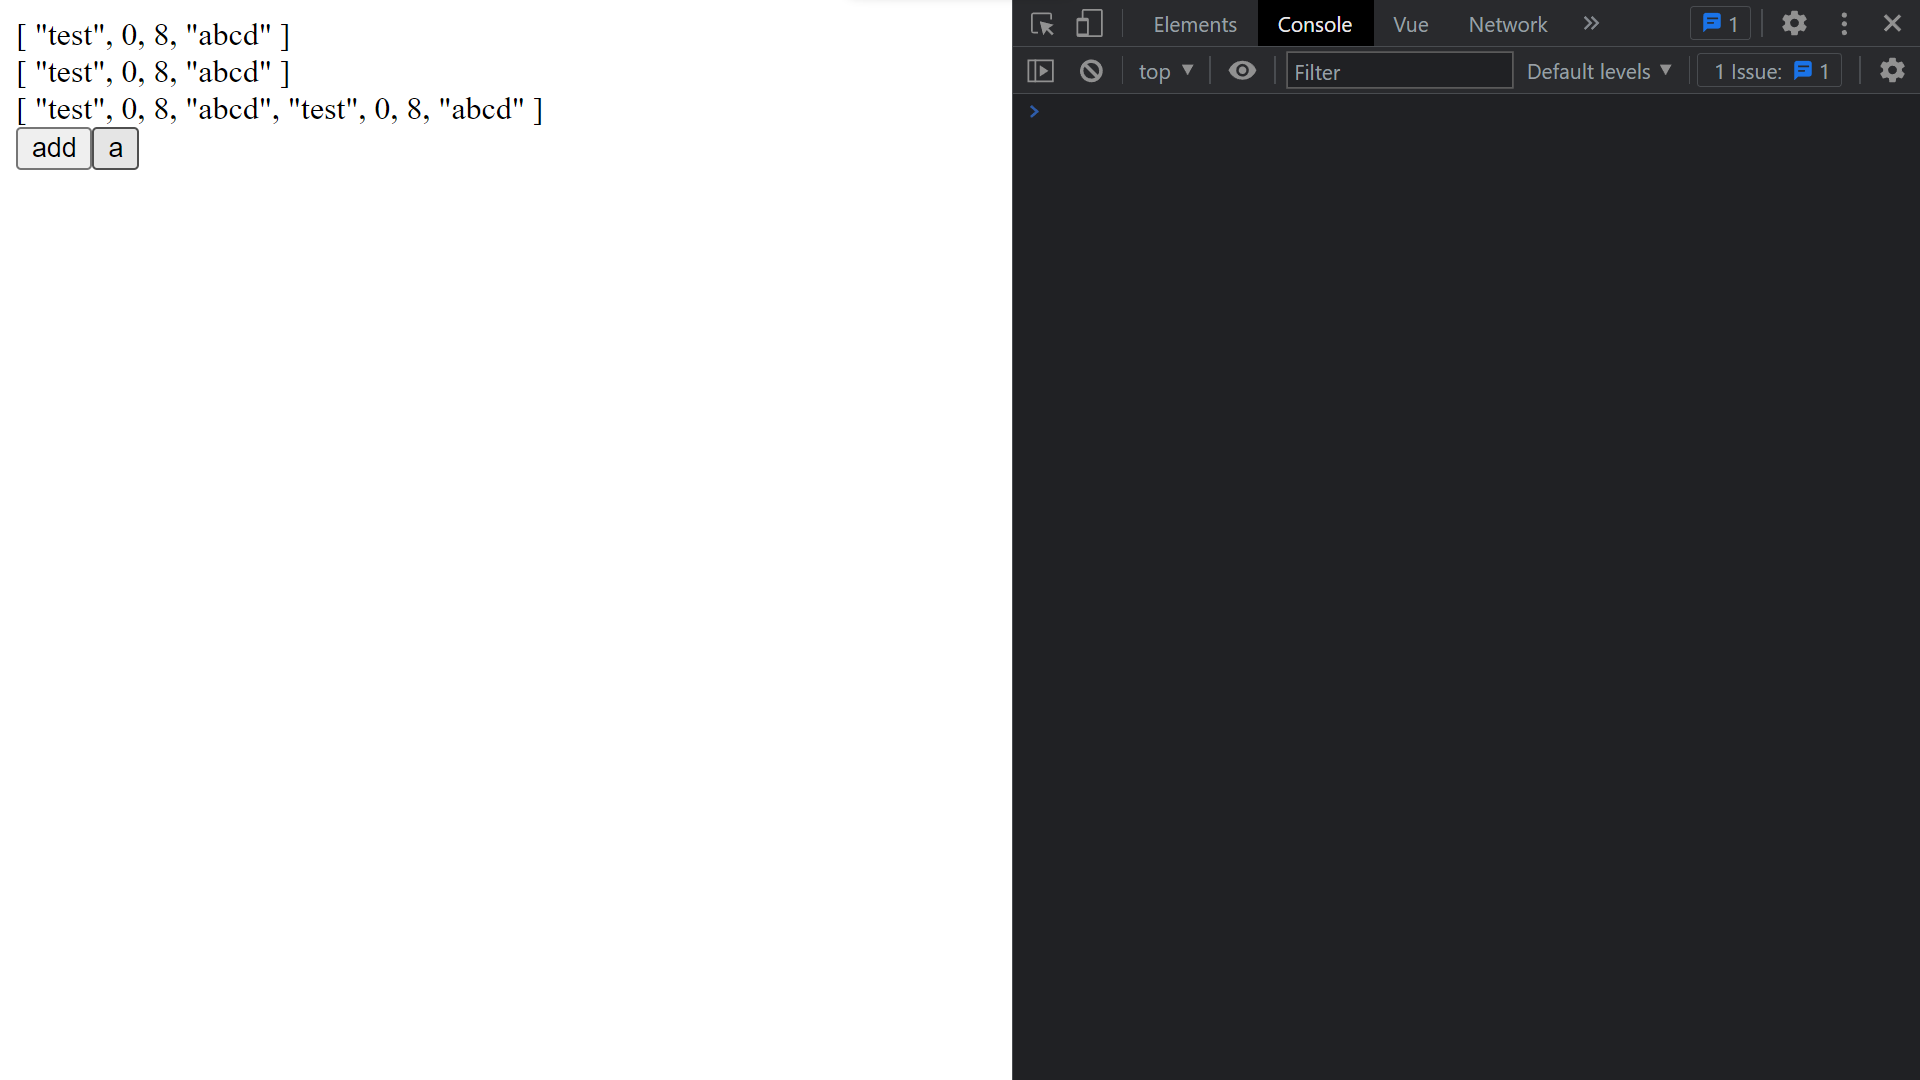 [ "test", 0, 8, "abcd" ]
[ "test", 0, 8, "abcd" ]
[ "test", 0, 8, "abcd", "test", 0, 8, "abcd" ]
add a
Elements Console Vue Network 1
top Filter Default levels 1 Issue: 1